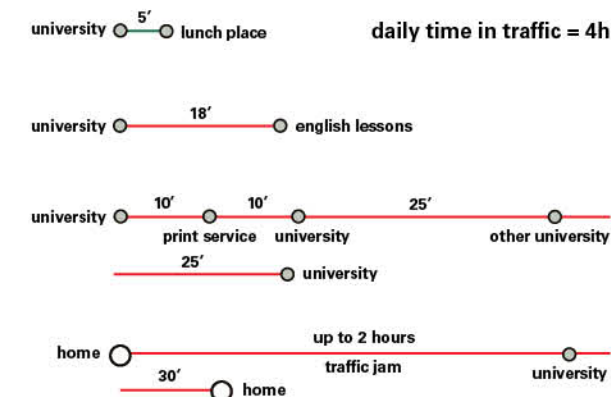 5′
university lunch place
daily time in traffic = 4h
18′
university english lessons
10′ 10′ 25′
university
print service university other university
25′
university
up to 2 hours
home
traffic jam
university
30′
home